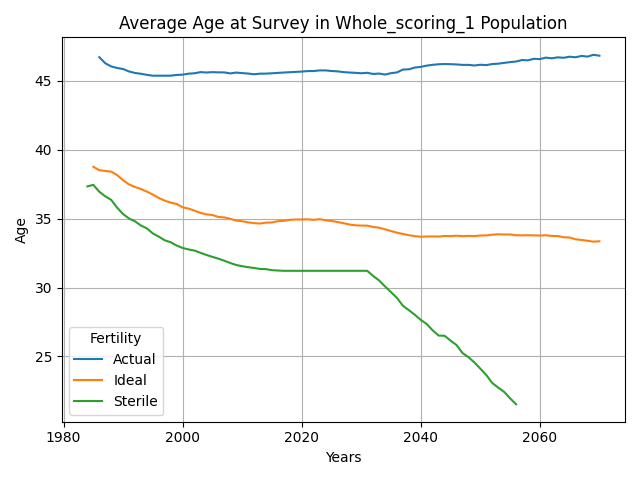 Average Age at Survey in Whole_scoring_1 Population
Age
45
40
35
30
25
Fertility
Actual
Ideal
Sterile
1980
2000
2020
2040
2060
Years